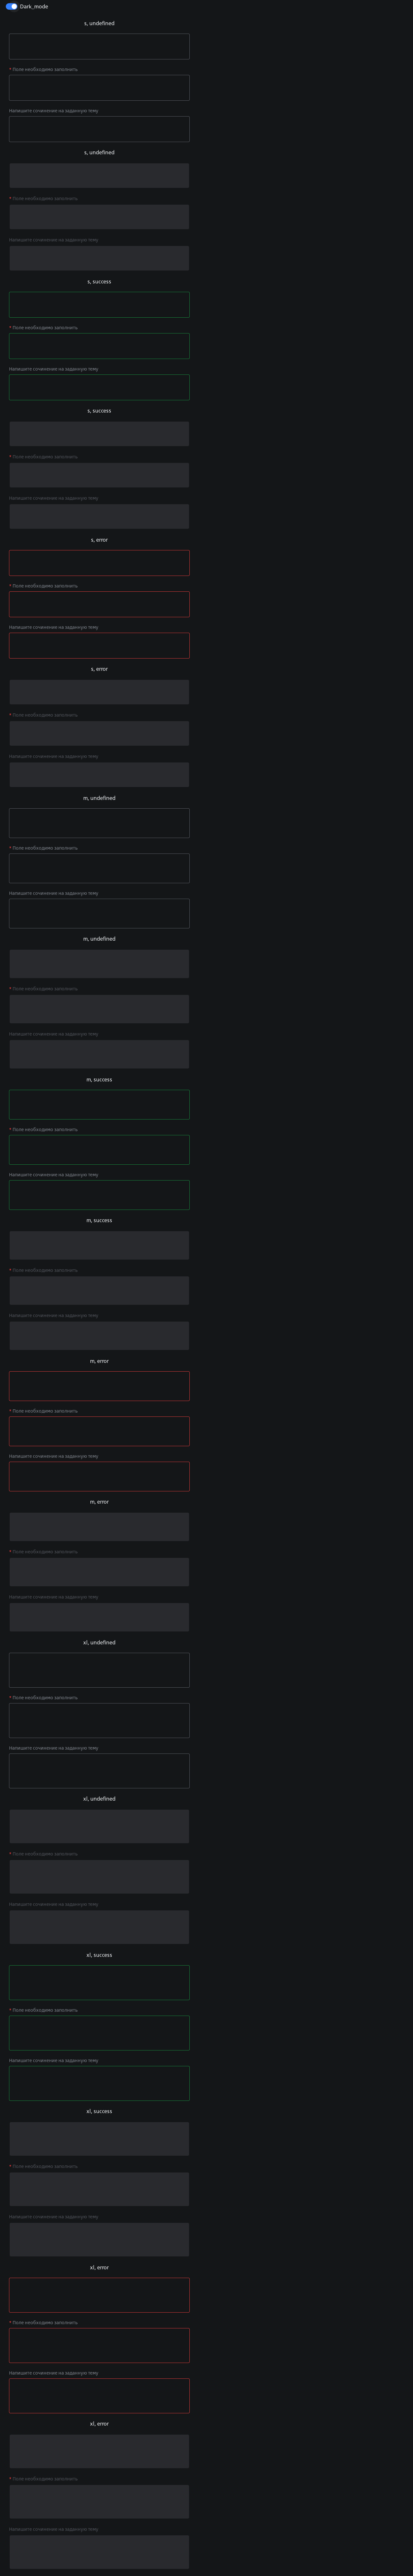 Dark_mode
s, undefined
* Поле необходимо заполнить
Напишите сочинение на заданную тему
s, undefined
* Поле необходимо заполнить
Напишите сочинение на заданную тему
s, success
* Поле необходимо заполнить
Напишите сочинение на заданную тему
s, success
* Поле необходимо заполнить
Напишите сочинение на заданную тему
s, error
* Поле необходимо заполнить
Напишите сочинение на заданную тему
s, error
* Поле необходимо заполнить
Напишите сочинение на заданную тему
m, undefined
* Поле необходимо заполнить
Напишите сочинение на заданную тему
m, undefined
* Поле необходимо заполнить
Напишите сочинение на заданную тему
m, success
* Поле необходимо заполнить
Напишите сочинение на заданную тему
m, success
* Поле необходимо заполнить
Напишите сочинение на заданную тему
m, error
* Поле необходимо заполнить
Напишите сочинение на заданную тему
m, error
* Поле необходимо заполнить
Напишите сочинение на заданную тему
xl, undefined
* Поле необходимо заполнить
Напишите сочинение на заданную тему
xl, undefined
* Поле необходимо заполнить
Напишите сочинение на заданную тему
xl, success
* Поле необходимо заполнить
Напишите сочинение на заданную тему
xl, success
* Поле необходимо заполнить
Напишите сочинение на заданную тему
xl, error
* Поле необходимо заполнить
Напишите сочинение на заданную тему
xl, error
* Поле необходимо заполнить
Напишите сочинение на заданную тему